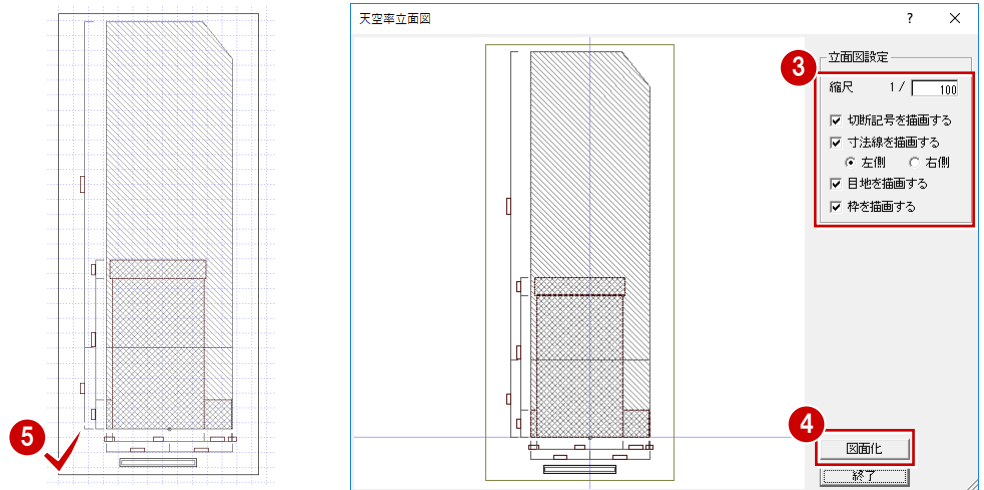 天空率立面図
?
×
3
立面図設定
縮尺 1/ 100
切断記号を描画する
寸法線を描画する
左側 右側
目地を描画する
枠を描画する
4
図面化
終了
5